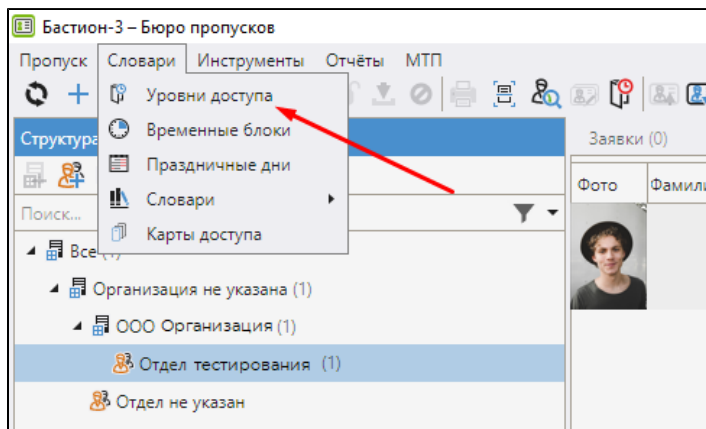 Бастион-3 – Бюро пропусков
Пропуск Словари Инструменты Отчёты МТП
Уровни доступа
Временные блоки
Праздничные дни
Словари
Карты доступа
Структура
Поиск...
Все (1)
Организация не указана (1)
ООО Организация (1)
Отдел тестирования (1)
Отдел не указан
Заявки (0)
Фото Фамили